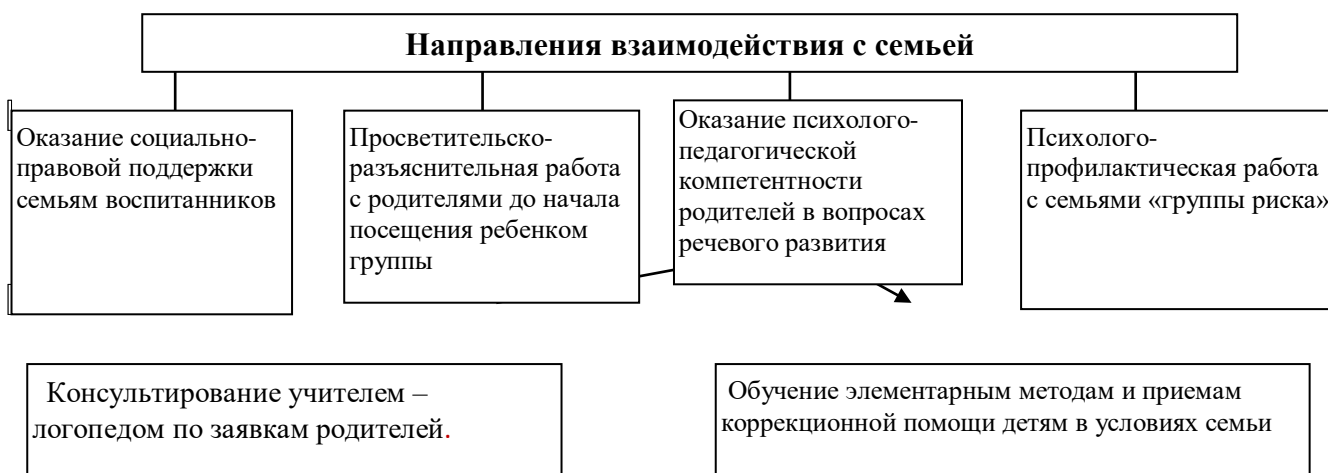 Направления взаимодействия с семьей
Оказание социально-
правовой поддержки
семьям воспитанников
Просветительско-
разъяснительная работа
с родителями до начала
посещения ребенком
группы
Оказание психолого-
педагогической
компетентности
родителей в вопросах
речевого развития
Психолого-
профилактическая работа
с семьями «группы риска»
Консультирование учителем –
логопедом по заявкам родителей.
Обучение элементарным методам и приемам
коррекционной помощи детям в условиях семьи